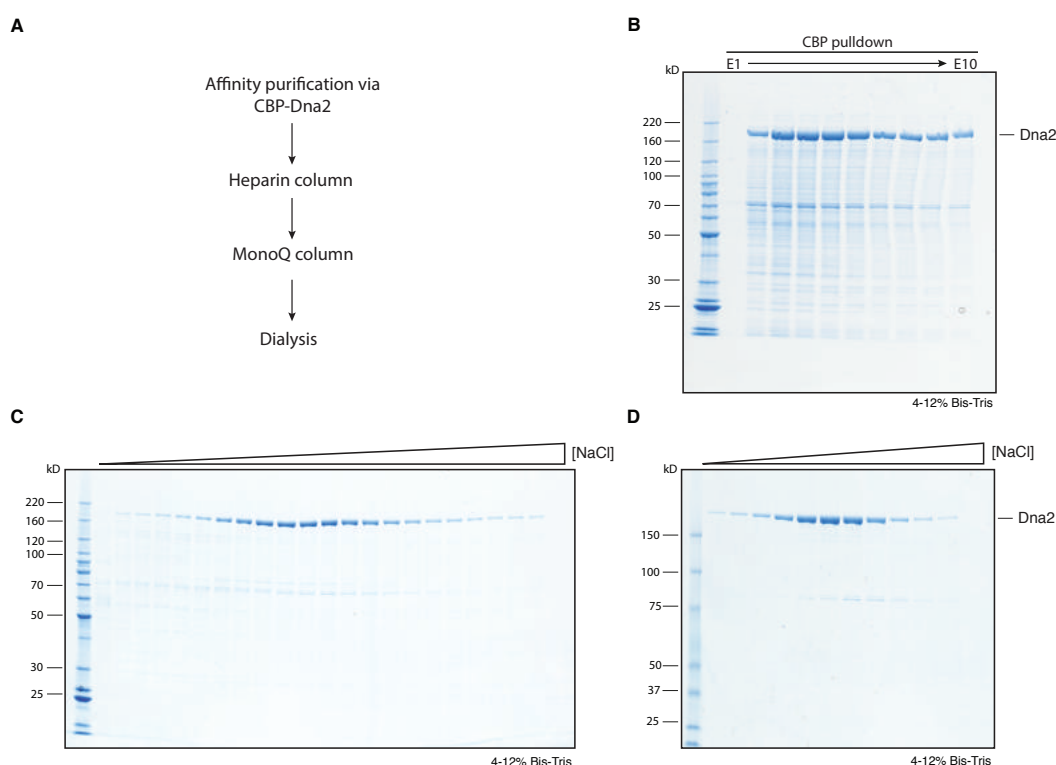 A
Affinity purification via
CBP-Dna2
Heparin column
MonoQ column
Dialysis
B
CBP pulldown
E1 E10
kD
220
160
120
100
70
50
30
25
Dna2
4-12% Bis-Tris
C
[NaCl]
kD
220
160
120
100
70
50
30
25
4-12% Bis-Tris
D
[NaCl]
kD
150
100
75
50
37
25
Dna2
4-12% Bis-Tris